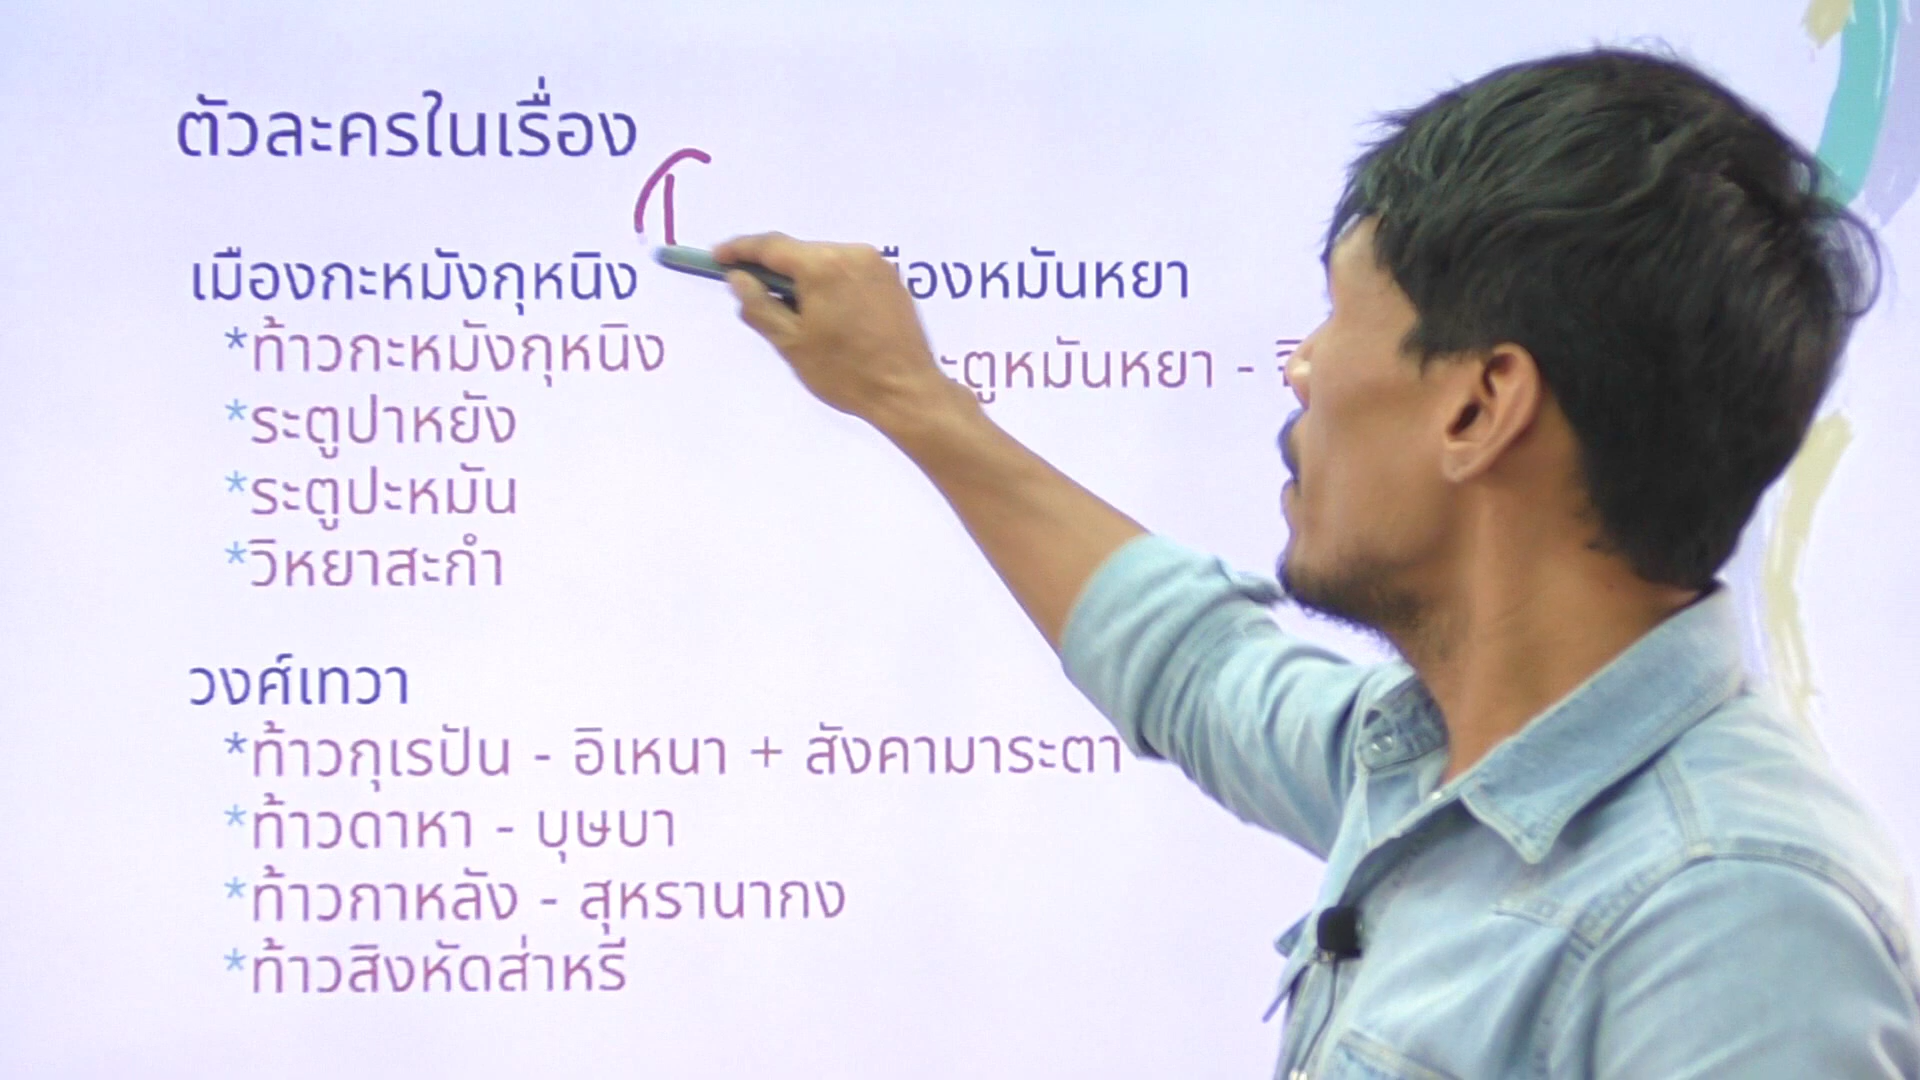 ตัวละครในเรื่อง
เมืองกะหมังกุหนิง
*ท้าวกะหมังกุหนิง
*ระตูปาหยัง
*ระตูปะหมัน
*วิหยาสะกำ
วงศ์เทวา
*ท้าวกุเรปัน - อิเหนา + สังคามาระตา
*ท้าวดาหา - บุษบา
*ท้าวกาหลัง - สุหรานากง
*ท้าวสิงหัดส่าหรี
ืองหมันหยา
ะตูหมันหยา -